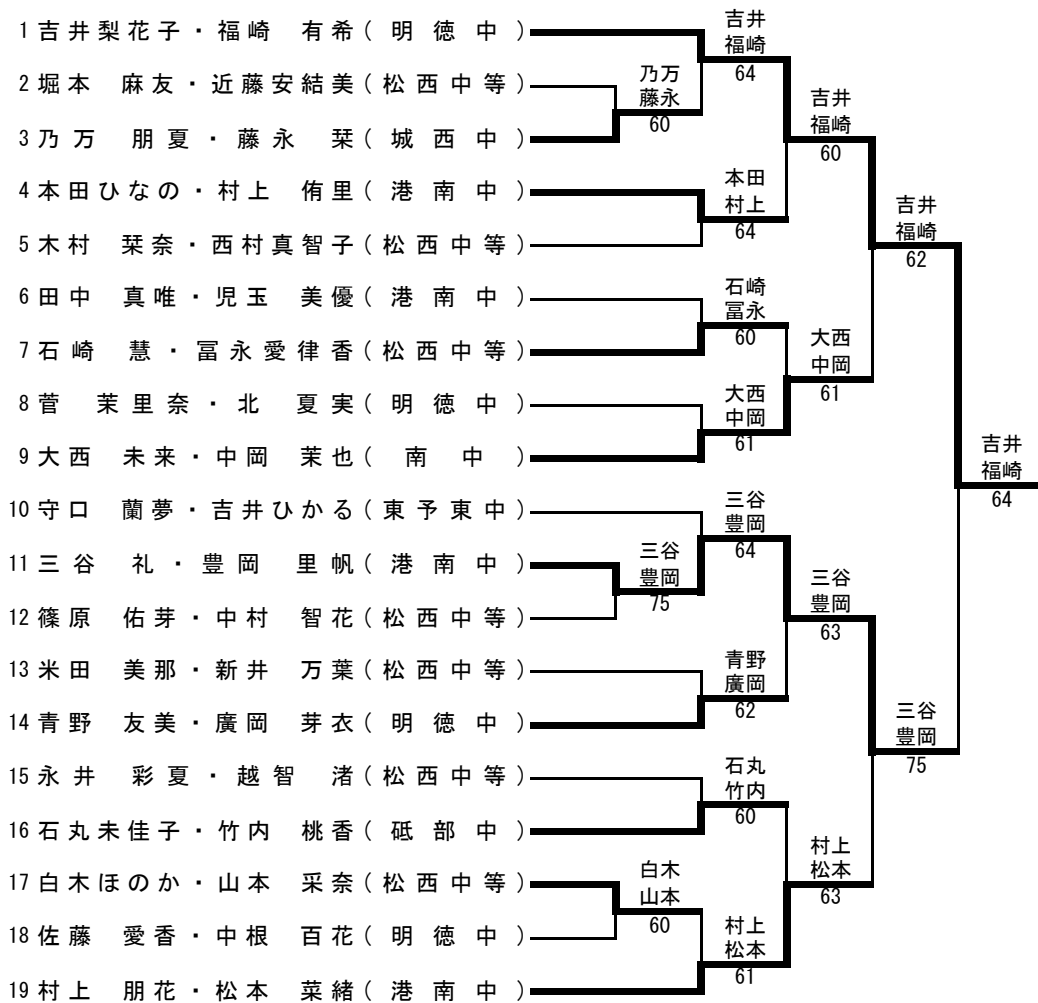 1 吉井梨花子・福崎 有希 ( 明徳中 )
2 堀本 麻友・近藤安結美 ( 松西中等 )
3 乃万 朋夏・藤永 栞 ( 城西中 )
4 本田ひなの・村上 侑里 ( 港南中 )
5 木村 栞奈・西村真智子 ( 松西中等 )
6 田中 真唯・児玉 美優 ( 港南中 )
7 石崎 慧・冨永愛律香 ( 松西中等 )
8 菅 茉里奈・北 夏実 ( 明徳中 )
9 大西 未来・中岡 茉也 ( 南中 )
10 守口 蘭夢・吉井ひかる ( 東予東中 )
11 三谷 礼・豊岡 里帆 ( 港南中 )
12 篠原 佑芽・中村 智花 ( 松西中等 )
13 米田 美那・新井 万葉 ( 松西中等 )
14 青野 友美・廣岡 芽衣 ( 明徳中 )
15 永井 彩夏・越智 渚 ( 松西中等 )
16 石丸未佳子・竹内 桃香 ( 砥部中 )
17 白木ほのか・山本 采奈 ( 松西中等 )
18 佐藤 愛香・中根 百花 ( 明徳中 )
19 村上 朋花・松本 菜緒 ( 港南中 )
乃万
藤永
60
三谷
豊岡
75
白木
山本
60
吉井
福崎
64
本田
村上
64
石崎
冨永
60
大西
中岡
61
三谷
豊岡
64
青野
廣岡
62
石丸
竹内
60
村上
松本
61
吉井
福崎
60
大西
中岡
61
三谷
豊岡
63
村上
松本
63
吉井
福崎
62
三谷
豊岡
75
吉井
福崎
64